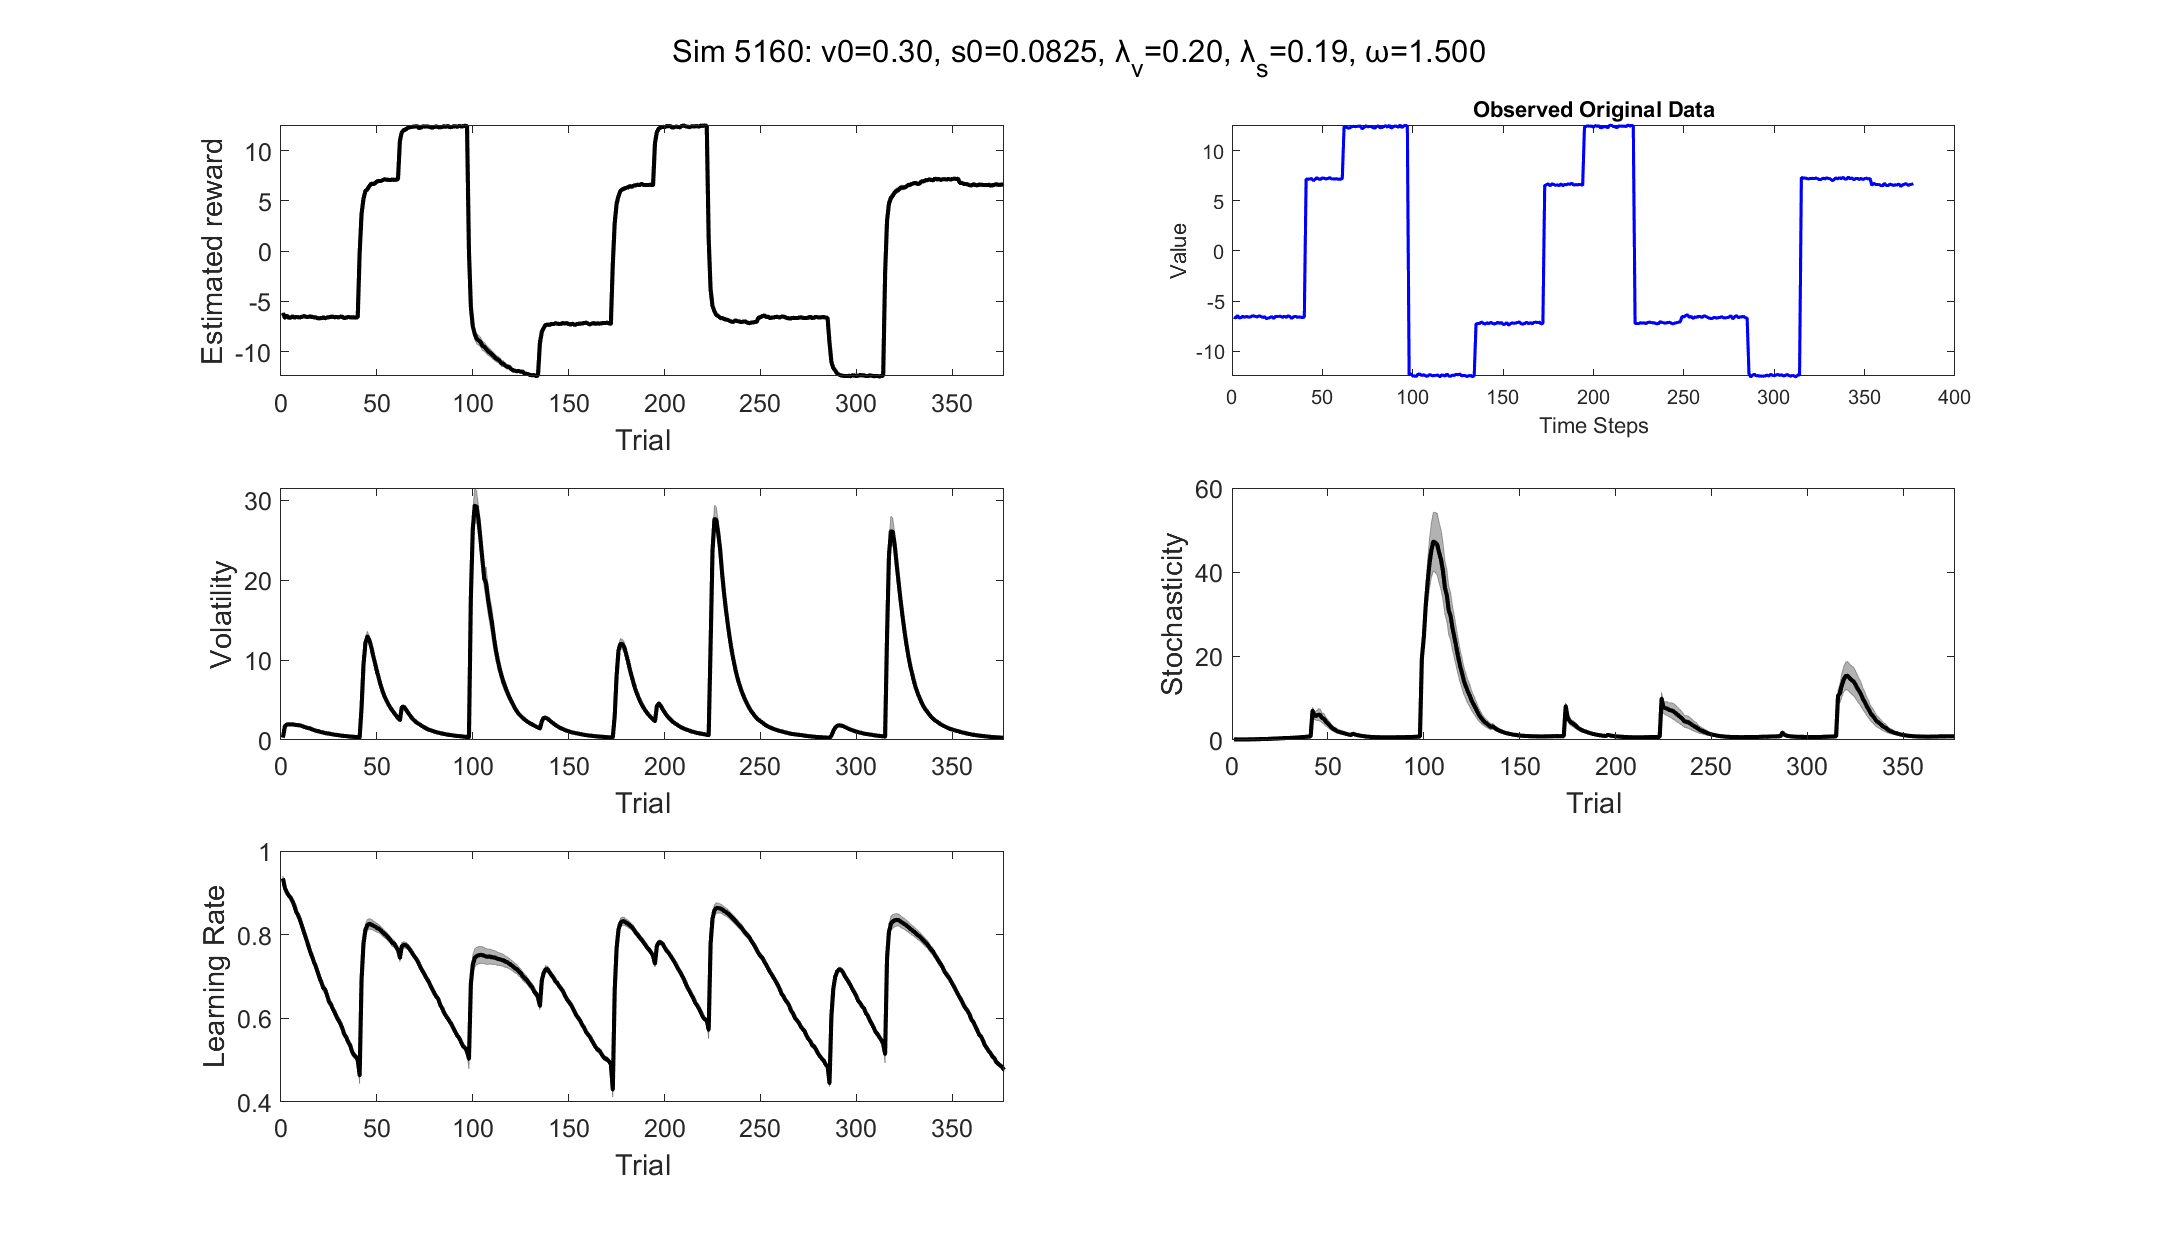 Sim 5160: v0=0.30, s0=0.0825, λ_v=0.20, λ_s=0.19, ω=1.500
Estimated reward
10
5
0
-5
-10
0 50 100 150 200 250 300 350
Trial
Observed Original Data
Value
10
5
0
-5
-10
0 50 100 150 200 250 300 350 400
Time Steps
Volatility
30
20
10
0
0 50 100 150 200 250 300 350
Trial
Stochasticity
60
40
20
0
0 50 100 150 200 250 300 350
Trial
Learning Rate
1
0.8
0.6
0.4
0 50 100 150 200 250 300 350
Trial